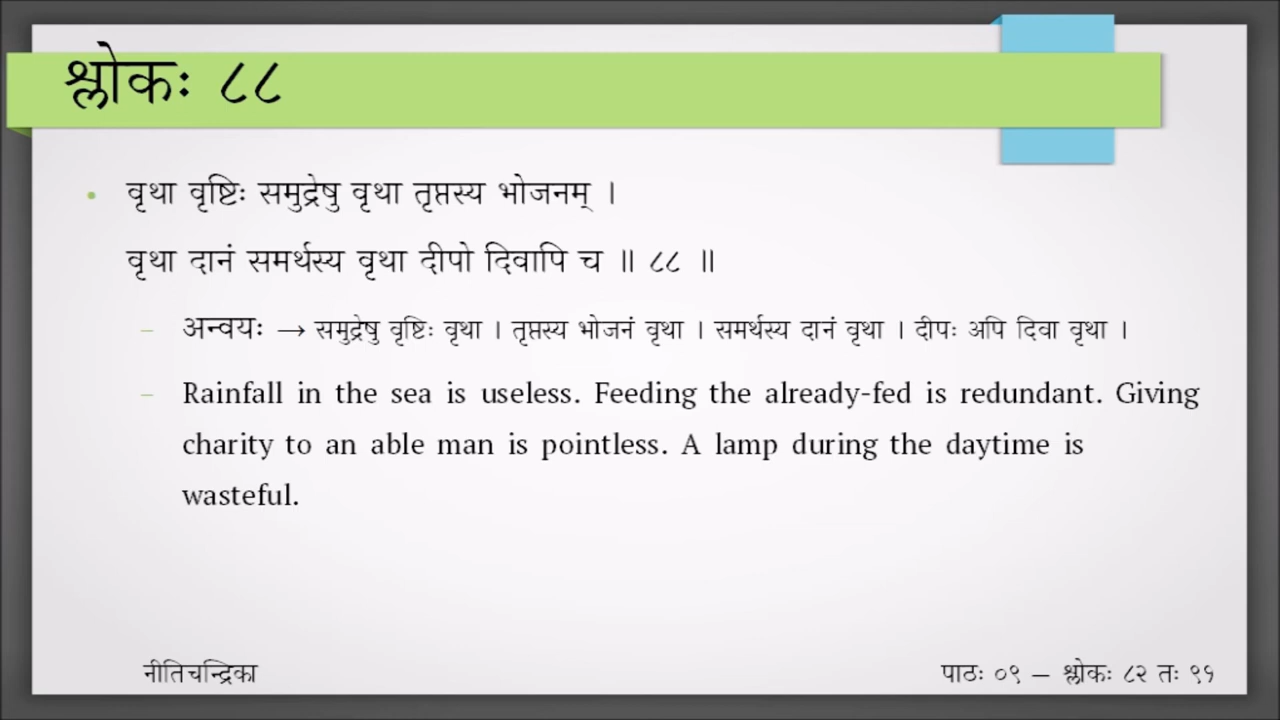 श्लोकः ८८
• वृथा वृष्टिः समुद्रेषु वृथा तृप्तस्य भोजनम् ।
वृथा दानं समर्थस्य वृथा दीपो दिवापि च ॥ ८८ ॥
– अन्वयः → समुद्रेषु वृष्टिः वृथा । तृप्तस्य भोजनं वृथा । समर्थस्य दानं वृथा । दीपः अपि दिवा वृथा ।
– Rainfall in the sea is useless. Feeding the already-fed is redundant. Giving
charity to an able man is pointless. A lamp during the daytime is
wasteful.
नीतिचन्द्रिका
पाठः ०९ – श्लोकः ८२ तः ९१